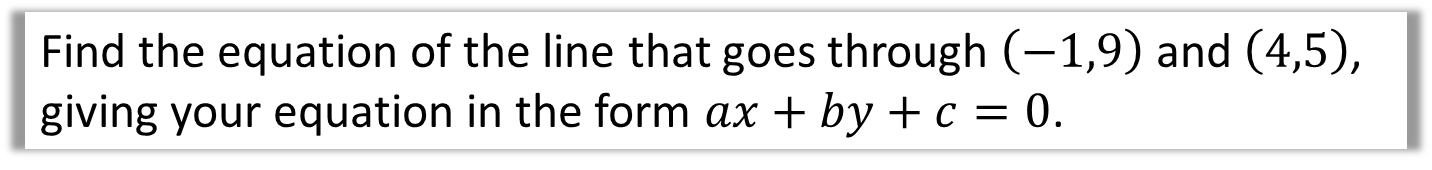 Find the equation of the line that goes through (−1,9) and (4,5),
giving your equation in the form 𝑎𝑥 + 𝑏𝑦 + 𝑐 = 0.